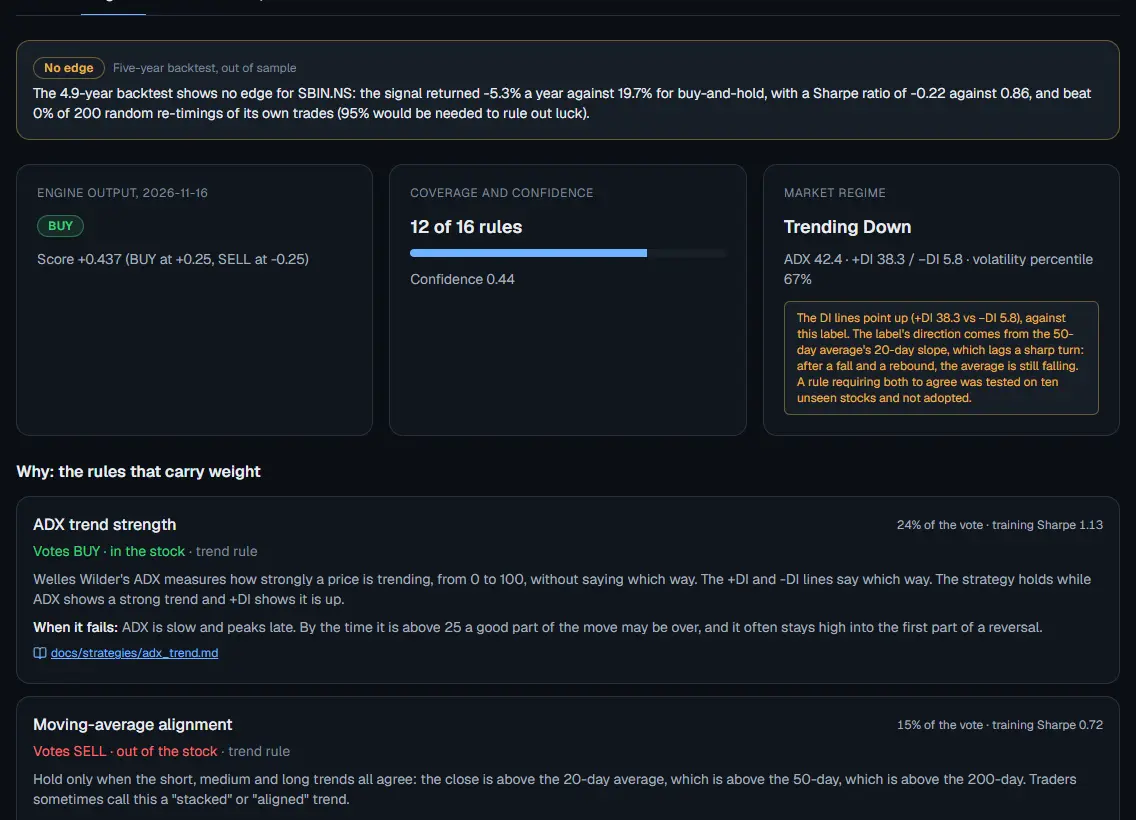 No edge Five-year backtest, out of sample
The 4.9-year backtest shows no edge for SBIN.NS: the signal returned -5.3% a year against 19.7% for buy-and-hold, with a Sharpe ratio of -0.22 against 0.86, and beat
0% of 200 random re-timings of its own trades (95% would be needed to rule out luck).
ENGINE OUTPUT, 2026-11-16
BUY
Score +0.437 (BUY at +0.25, SELL at -0.25)
COVERAGE AND CONFIDENCE
12 of 16 rules
Confidence 0.44
MARKET REGIME
Trending Down
ADX 42.4 · +DI 38.3 / −DI 5.8 · volatility percentile
67%
The DI lines point up (+DI 38.3 vs −DI 5.8), against
this label. The label's direction comes from the 50-
day average's 20-day slope, which lags a sharp turn:
after a fall and a rebound, the average is still falling.
A rule requiring both to agree was tested on ten
unseen stocks and not adopted.
Why: the rules that carry weight
ADX trend strength
24% of the vote · training Sharpe 1.13
Votes BUY · in the stock · trend rule
Welles Wilder's ADX measures how strongly a price is trending, from 0 to 100, without saying which way. The +DI and -DI lines say which way. The strategy holds while
ADX shows a strong trend and +DI shows it is up.
When it fails: ADX is slow and peaks late. By the time it is above 25 a good part of the move may be over, and it often stays high into the first part of a reversal.
docs/strategies/adx_trend.md
Moving-average alignment
15% of the vote · training Sharpe 0.72
Votes SELL · out of the stock · trend rule
Hold only when the short, medium and long trends all agree: the close is above the 20-day average, which is above the 50-day, which is above the 200-day. Traders
sometimes call this a "stacked" or "aligned" trend.